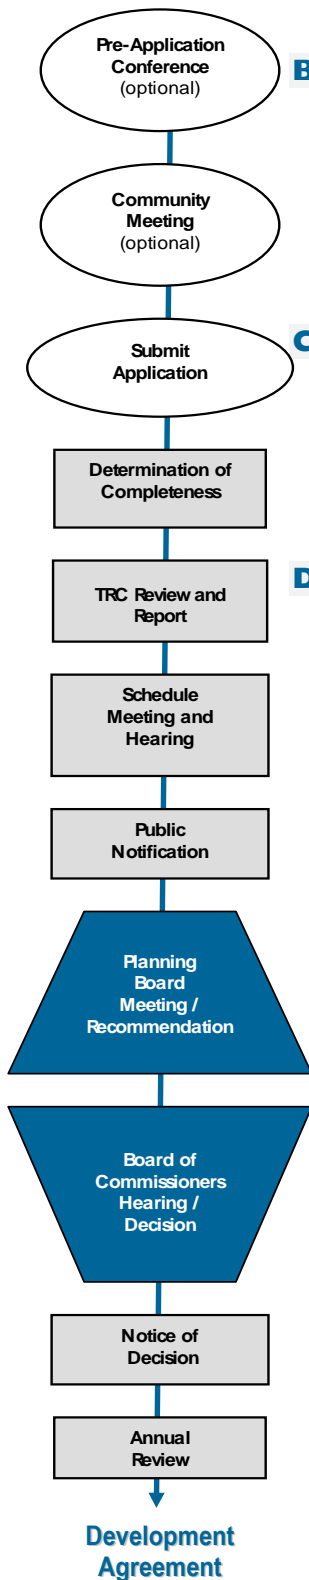 Pre-Application
Conference
(optional)
B
Community
Meeting
(optional)
Submit
Application
C
Determination of
Completeness
TRC Review and
Report
D
Schedule
Meeting and
Hearing
Public
Notification
Planning
Board
Meeting /
Recommendation
Board of
Commissioners
Hearing /
Decision
Notice of
Decision
Annual
Review
Development
Agreement